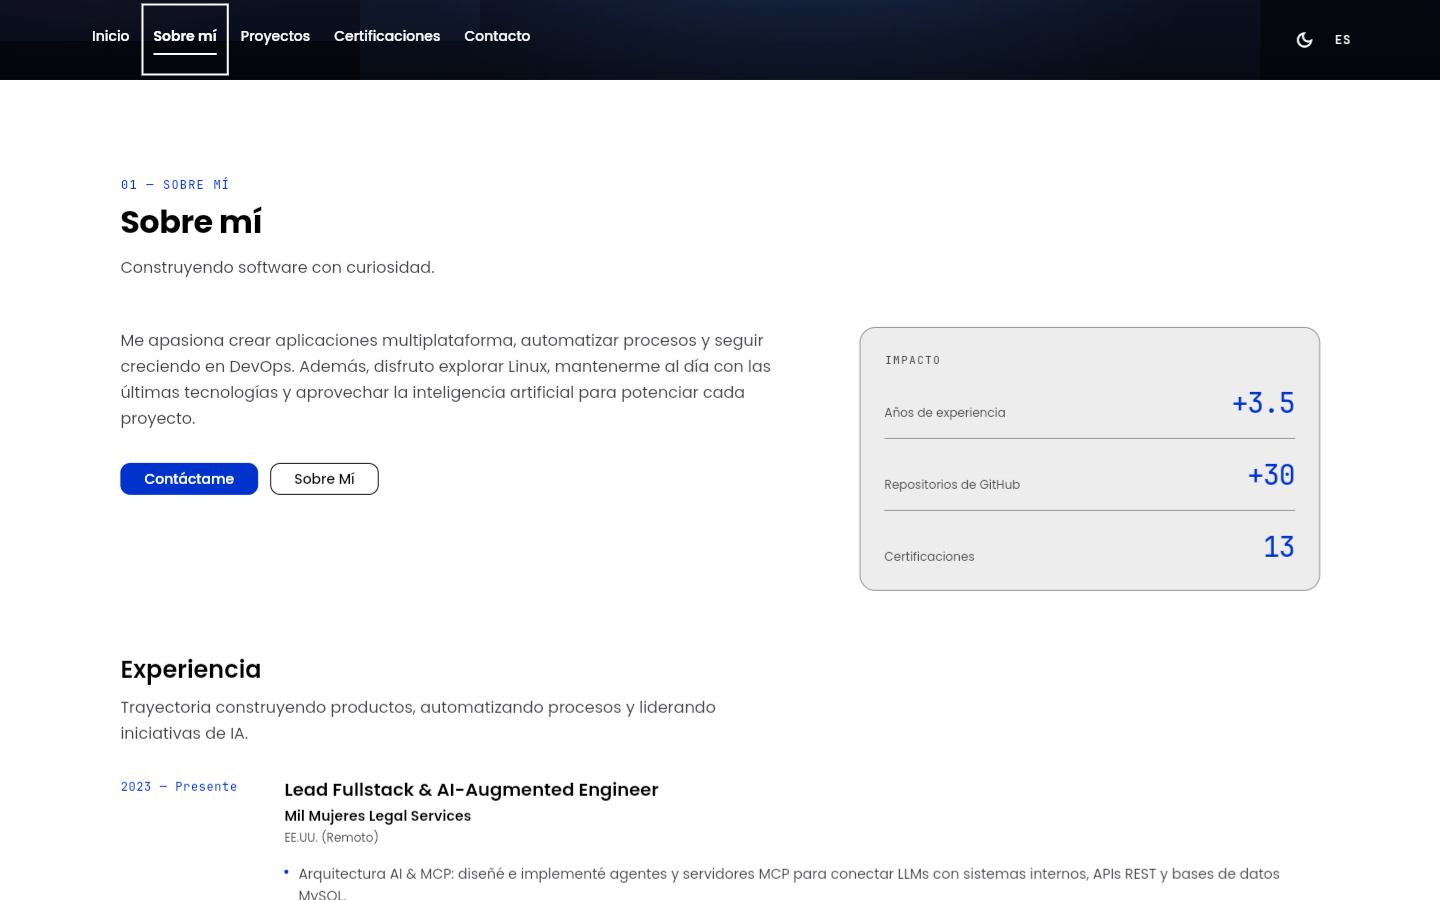 Inicio
Sobre mí
Proyectos
Certificaciones
Contacto
ES
01 — SOBRE MÍ
Sobre mí
Construyendo software con curiosidad.
Me apasiona crear aplicaciones multiplataforma, automatizar procesos y seguir
creciendo en DevOps. Además, disfruto explorar Linux, mantenerme al día con las
últimas tecnologías y aprovechar la inteligencia artificial para potenciar cada
proyecto.
Contáctame
Sobre Mí
IMPACTO
Años de experiencia
+3.5
Repositorios de GitHub
+30
Certificaciones
13
Experiencia
Trayectoria construyendo productos, automatizando procesos y liderando
iniciativas de IA.
2023 — Presente
Lead Fullstack & AI-Augmented Engineer
Mil Mujeres Legal Services
EE.UU. (Remoto)
• Arquitectura AI & MCP: diseñé e implementé agentes y servidores MCP para conectar LLMs con sistemas internos, APIs REST y bases de datos
MySQL.